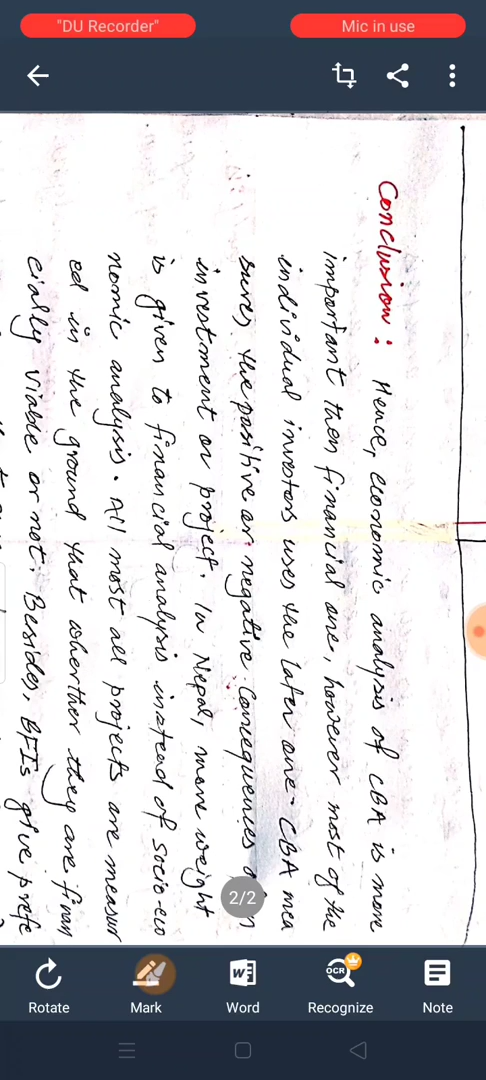 "DU Recorder"
Mic in use
Conclusion: Hence, economic analysis of CBA is more
important then financial one, however most of the
individual investors uses the later one. CBA mea
sures the positive or negative consequences
investment or project. In Nepal, more weight
is given to financial analysis instead of socio-eco
nomic analysis. All most all projects are measur
ed in the ground that wherther they are finan
cially viable or not. Besides, BFIs give prefe
2/2
Rotate
Mark
W
Word
OCR
Recognize
Note